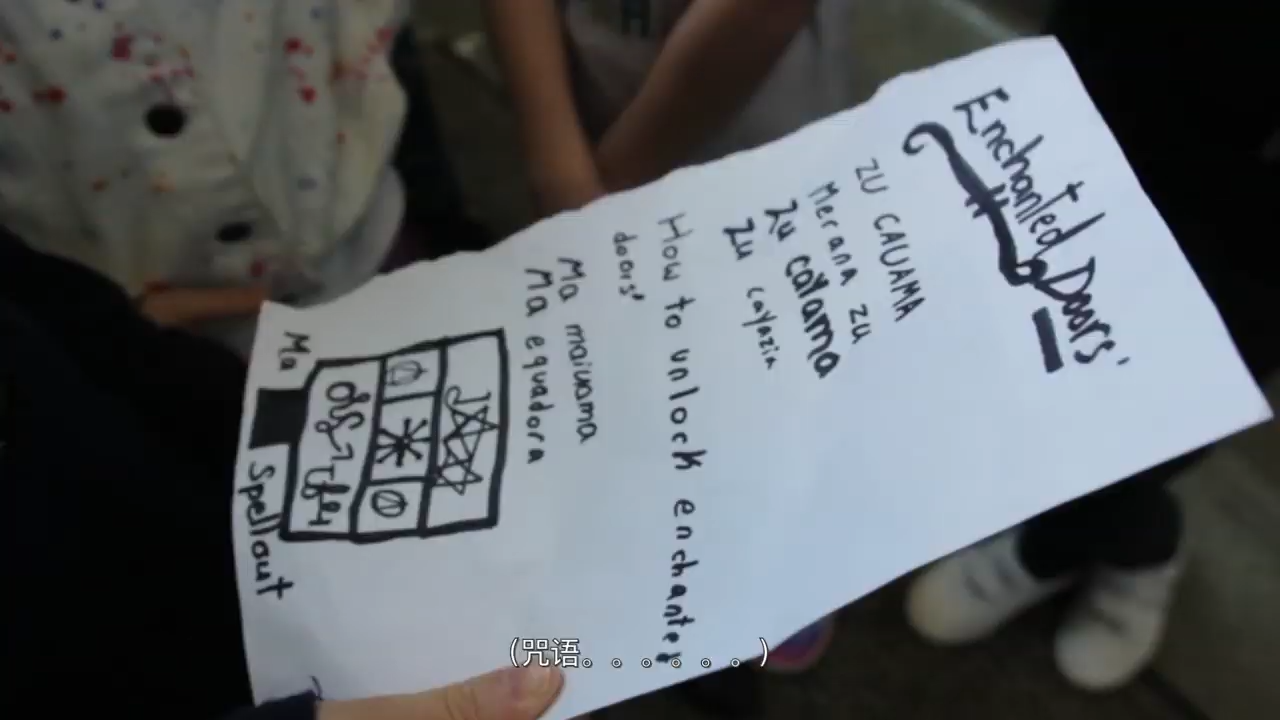 Enchanted Doors'
ZU CAUAMA
Merana zu
Zu catama
Zu cayazia
How to unlock enchanted
doors'
Ma maiuama
Ma equadora
Ma
Spellout
(咒语。。。。。。)